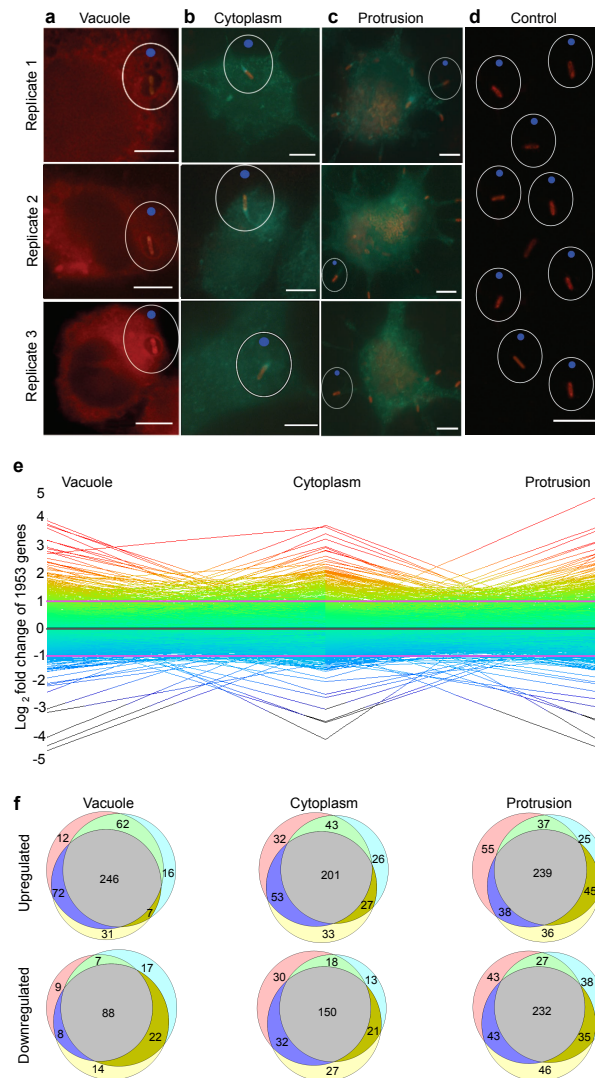 a Vacuole b Cytoplasm c Protrusion d Control
Replicate 1
Replicate 2
Replicate 3
e
Vacuole Cytoplasm Protrusion
Log2 fold change of 1953 genes
5
4
3
2
1
0
-1
-2
-3
-4
-5
f
Vacuole Cytoplasm Protrusion
Upregulated
12 62 16 72 246 7 31
32 43 26 53 201 27 33
55 37 25 38 239 45 36
Downregulated
9 7 17 8 88 22 14
30 18 13 32 150 21 27
43 27 38 43 232 35 46